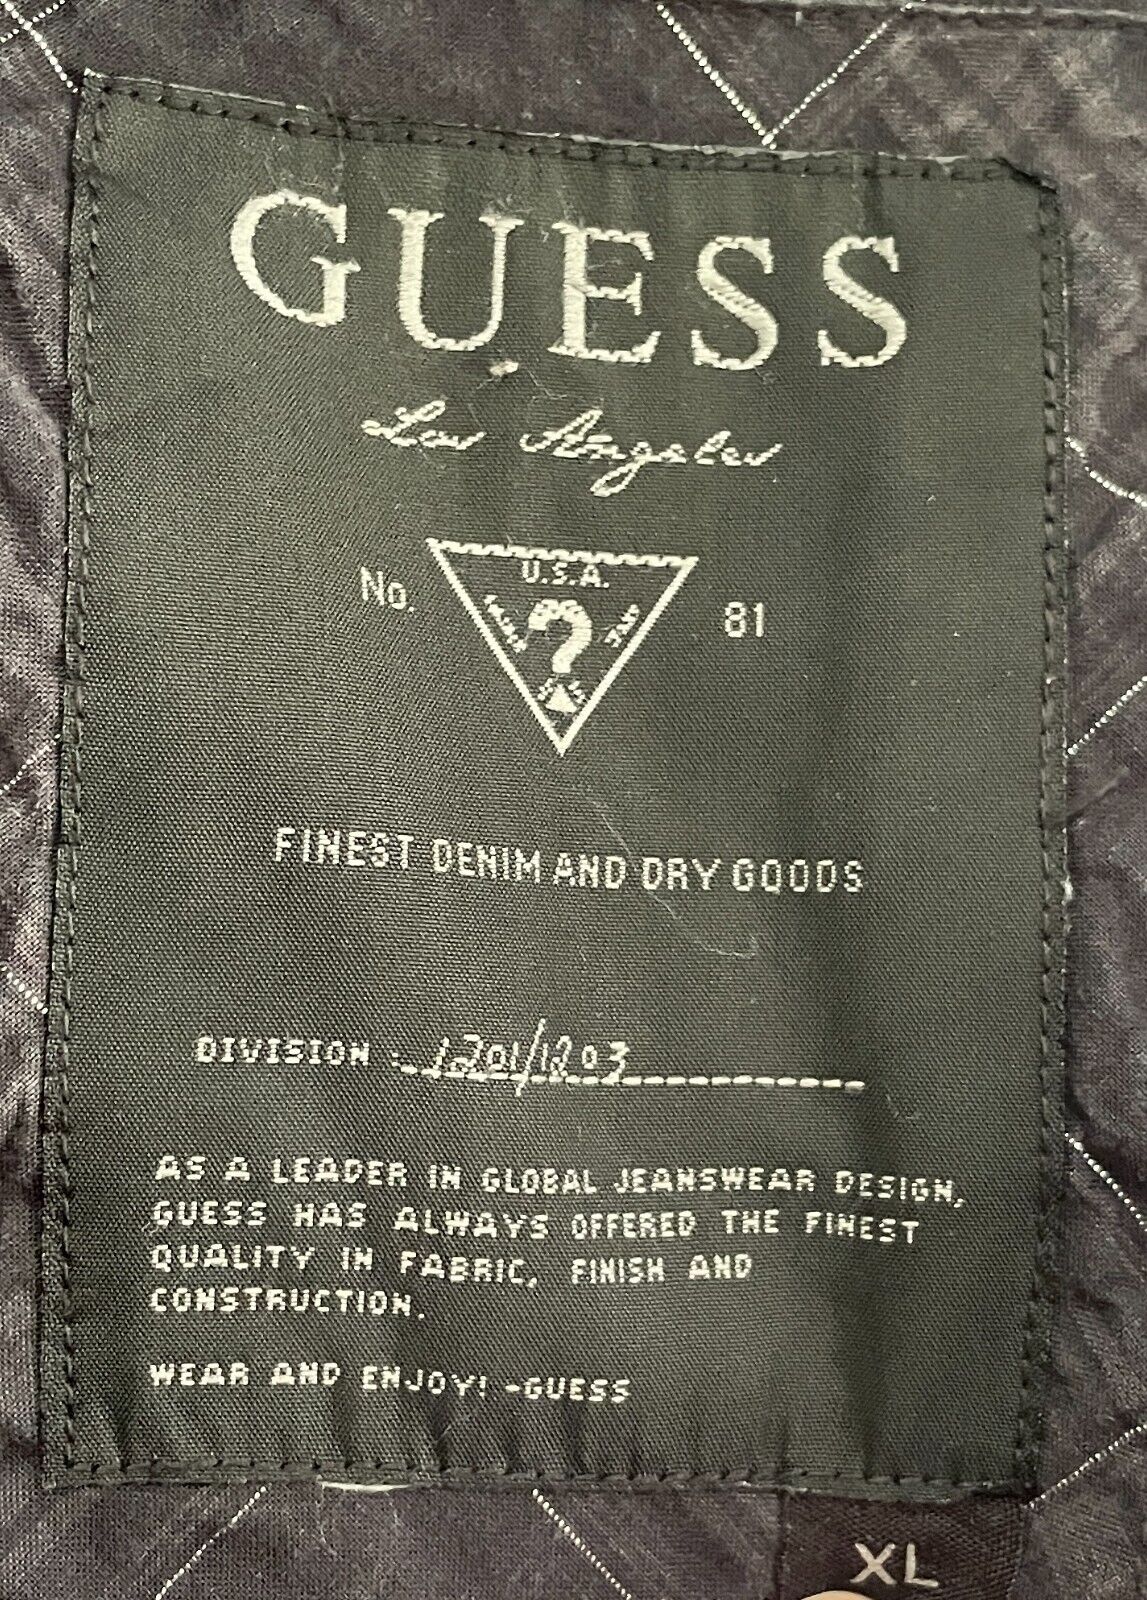 GUESS
Los Angeles
No. U.S.A. 81
?
FINEST DENIM AND DRY GOODS
DIVISION : 1201/1203
AS A LEADER IN GLOBAL JEANSWEAR DESIGN,
GUESS HAS ALWAYS OFFERED THE FINEST
QUALITY IN FABRIC, FINISH AND
CONSTRUCTION.
WEAR AND ENJOY! -GUESS
XL